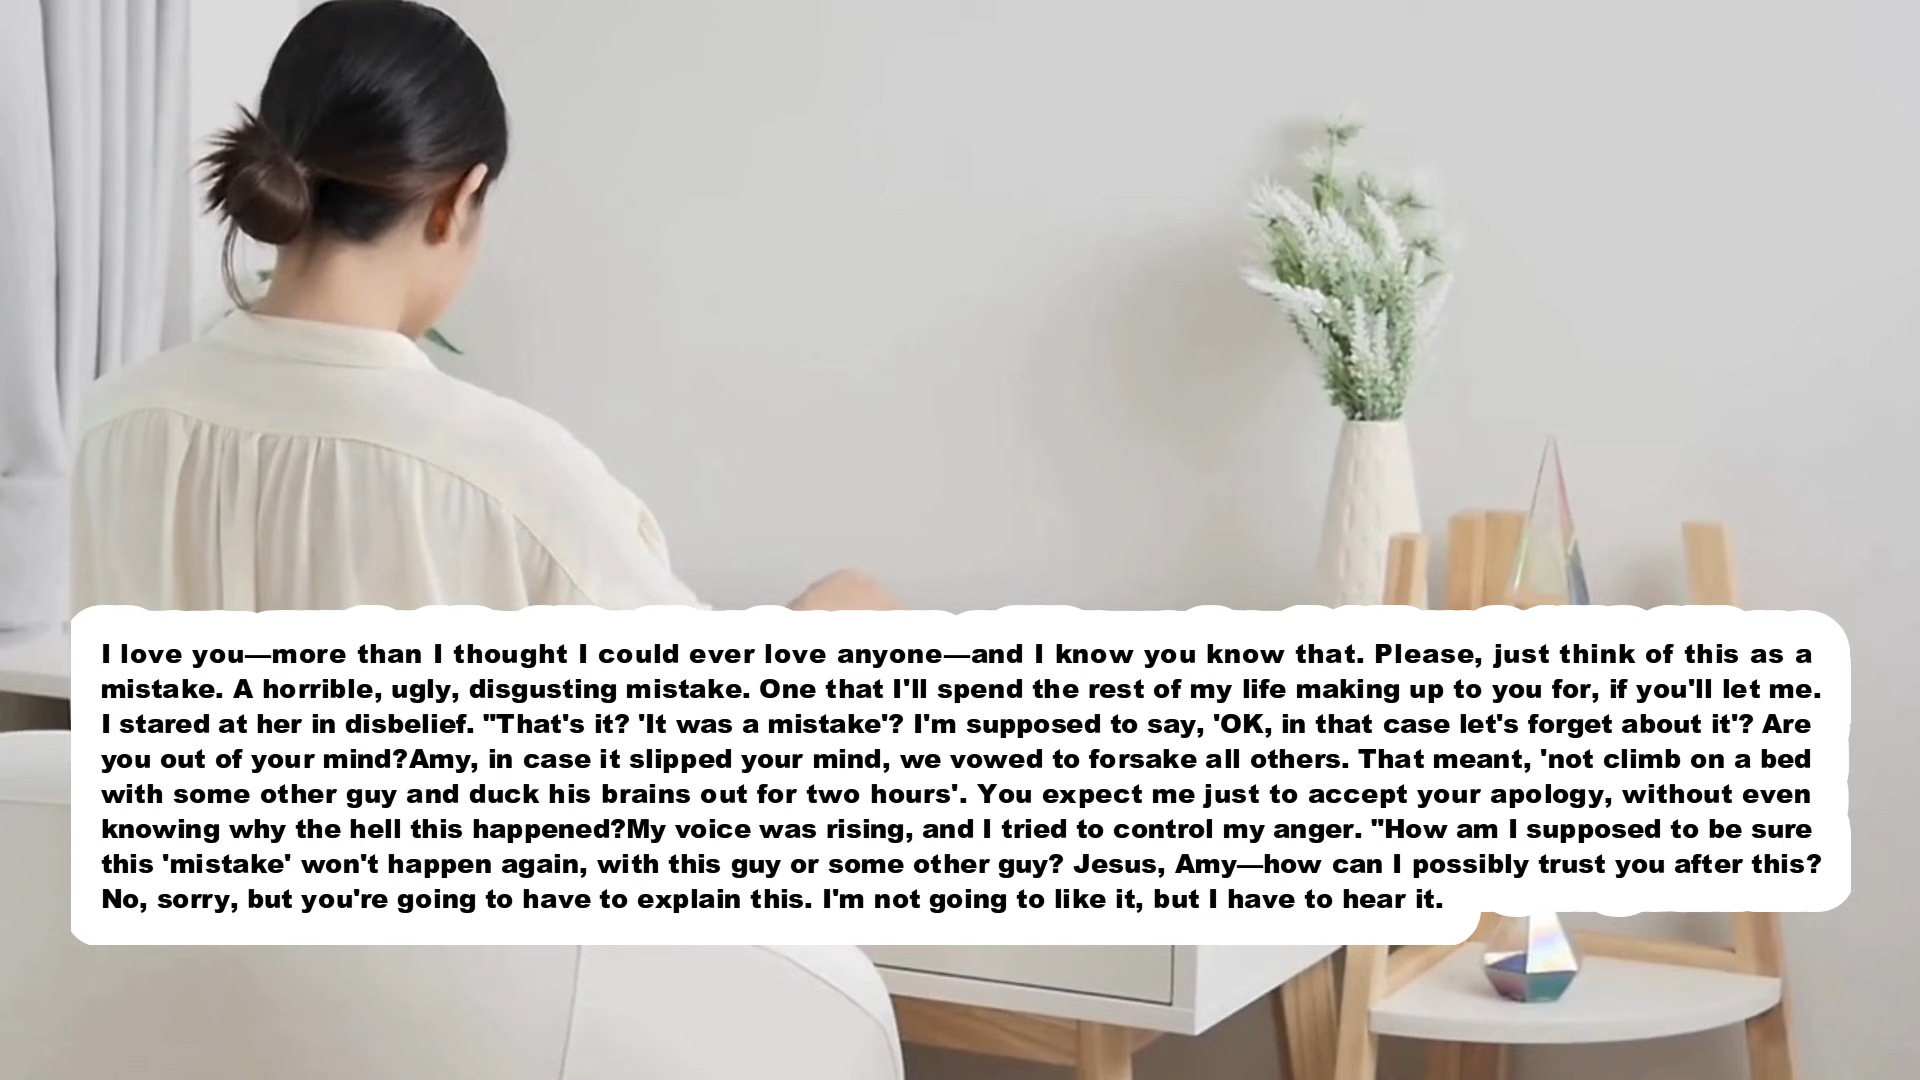 I love you—more than I thought I could ever love anyone—and I know you know that. Please, just think of this as a
mistake. A horrible, ugly, disgusting mistake. One that I'll spend the rest of my life making up to you for, if you'll let me.
I stared at her in disbelief. "That's it? 'It was a mistake'? I'm supposed to say, 'OK, in that case let's forget about it'? Are
you out of your mind?Amy, in case it slipped your mind, we vowed to forsake all others. That meant, 'not climb on a bed
with some other guy and duck his brains out for two hours'. You expect me just to accept your apology, without even
knowing why the hell this happened?My voice was rising, and I tried to control my anger. "How am I supposed to be sure
this 'mistake' won't happen again, with this guy or some other guy? Jesus, Amy—how can I possibly trust you after this?
No, sorry, but you're going to have to explain this. I'm not going to like it, but I have to hear it.